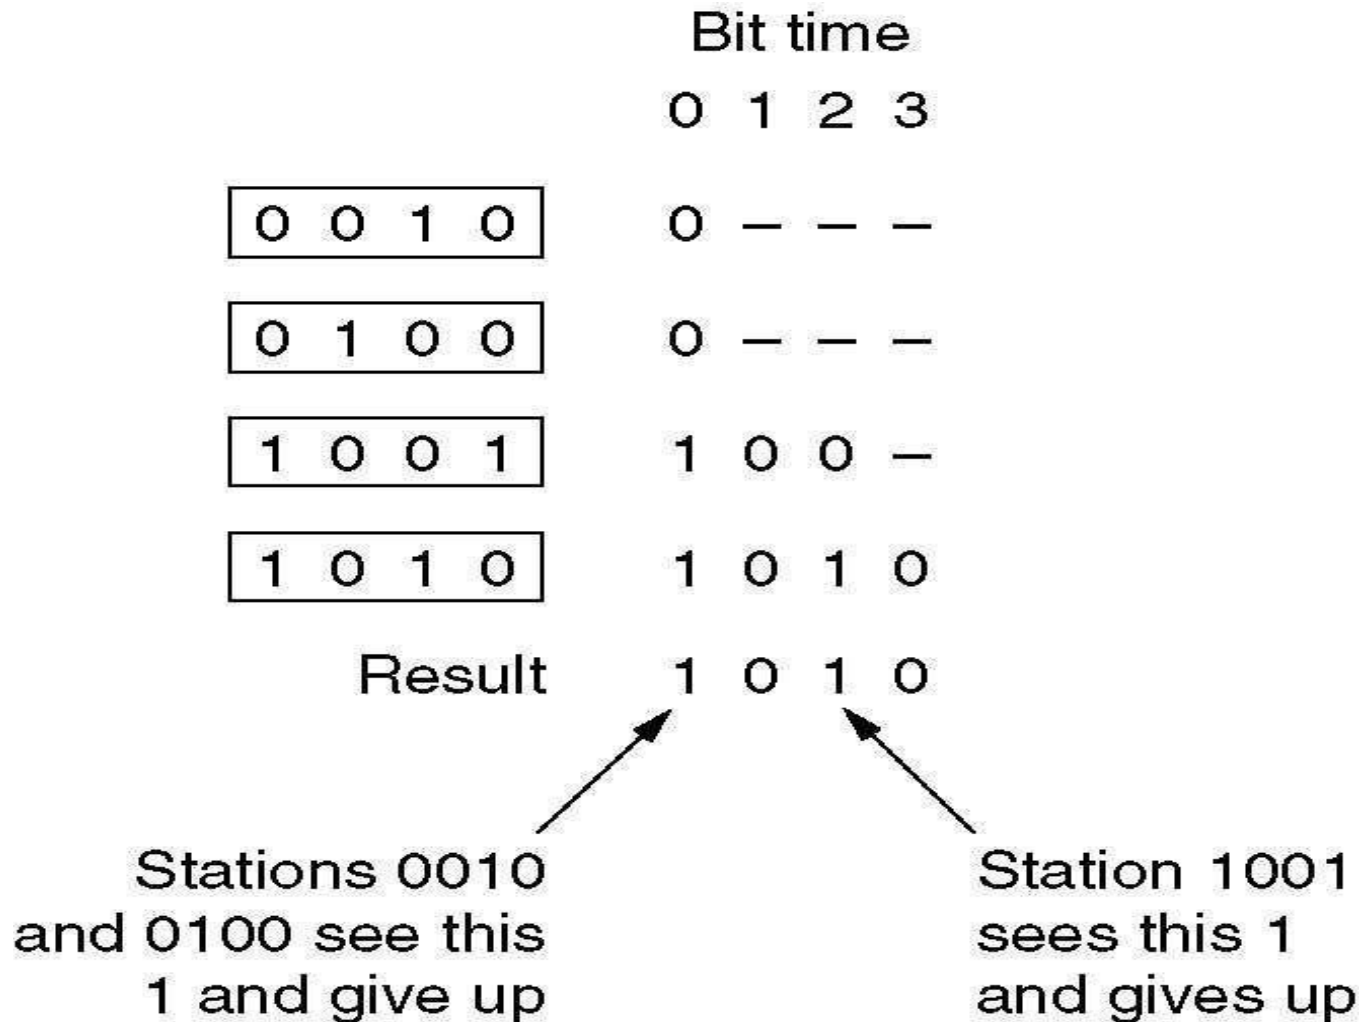 Bit time
0 1 2 3
0 0 1 0 0 – – –
0 1 0 0 0 – – –
1 0 0 1 1 0 0 –
1 0 1 0 1 0 1 0
Result 1 0 1 0
Stations 0010
and 0100 see this
1 and give up
Station 1001
sees this 1
and gives up